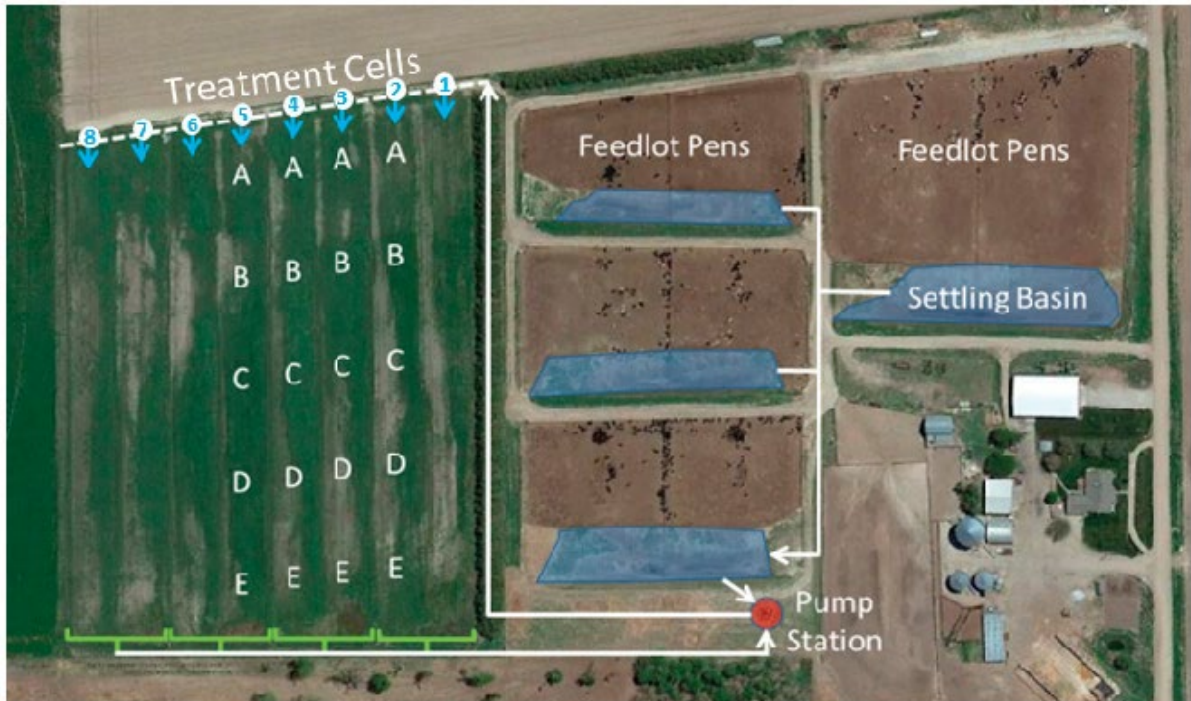 Treatment Cells
8 7 6 5 4 3 2 1
A A A A
B B B B
C C C C
D D D D
E E E E
Feedlot Pens
Feedlot Pens
Settling Basin
Pump
Station